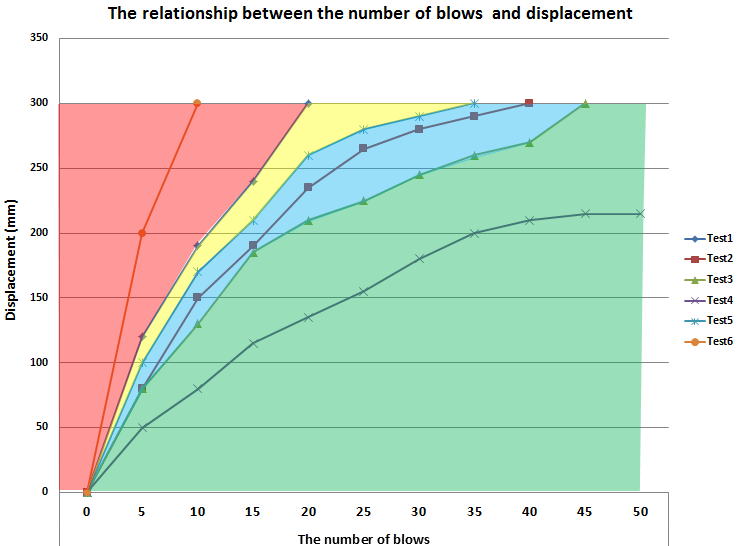 The relationship between the number of blows  and displacement
350
300
250
200
150
100
50
0
Displacement (mm)
0 5 10 15 20 25 30 35 40 45 50
The number of blows
Test1
Test2
Test3
Test4
Test5
Test6